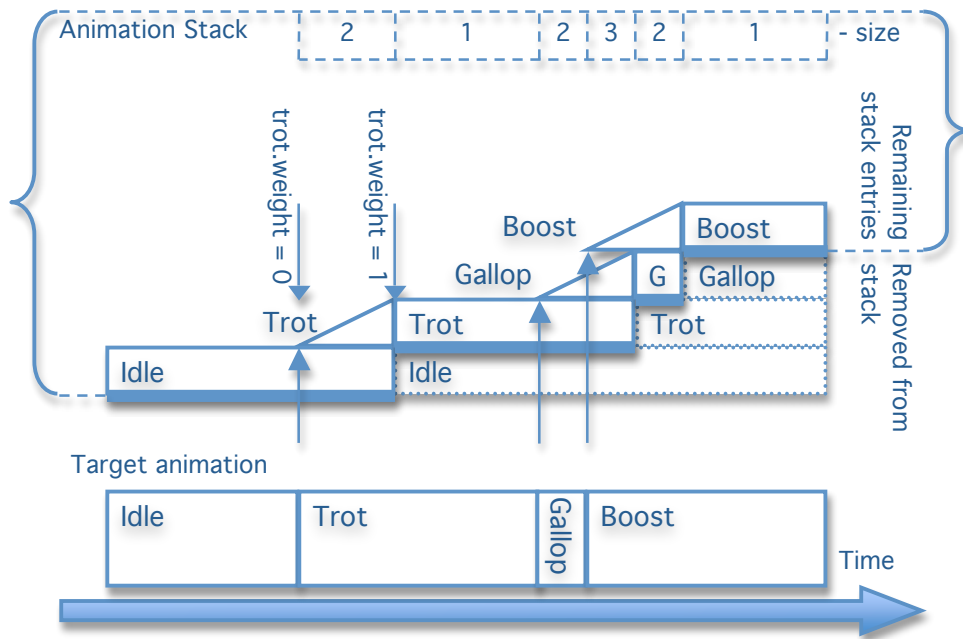 Animation Stack
2
1
2
3
2
1
- size
trot.weight = 0
trot.weight = 1
Remaining
stack entries
Boost
Boost
Gallop
G
Gallop
Removed from
stack
Trot
Trot
Trot
Idle
Idle
Target animation
Idle
Trot
Gallop
Boost
Time